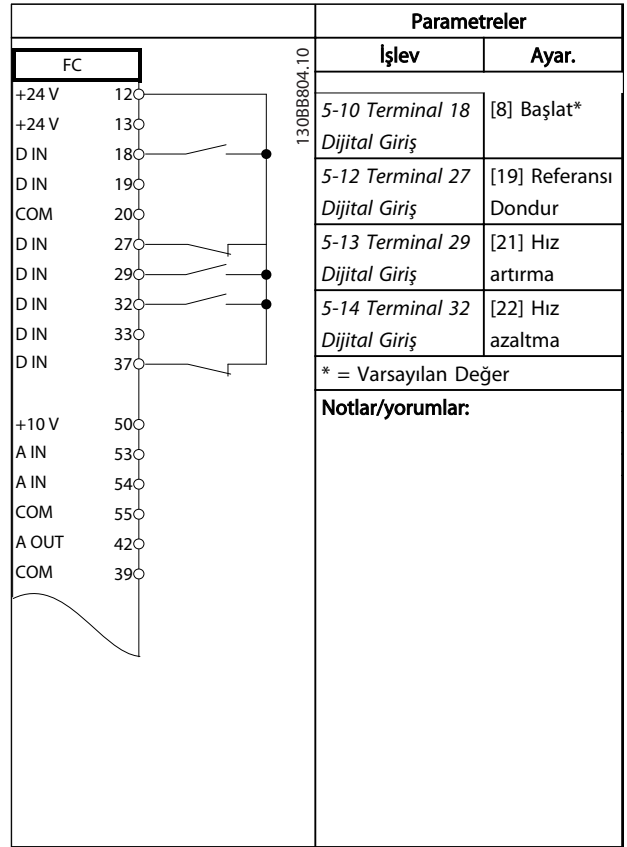 Parametreler
FC
130BB804.10
İşlev Ayar.
+24 V 12
+24 V 13
D IN 18
D IN 19
COM 20
D IN 27
D IN 29
D IN 32
D IN 33
D IN 37
+10 V 50
A IN 53
A IN 54
COM 55
A OUT 42
COM 39
5-10 Terminal 18 [8] Başlat*
Dijital Giriş
5-12 Terminal 27 [19] Referansı
Dijital Giriş Dondur
5-13 Terminal 29 [21] Hız
Dijital Giriş artırma
5-14 Terminal 32 [22] Hız
Dijital Giriş azaltma
* = Varsayılan Değer
Notlar/yorumlar: